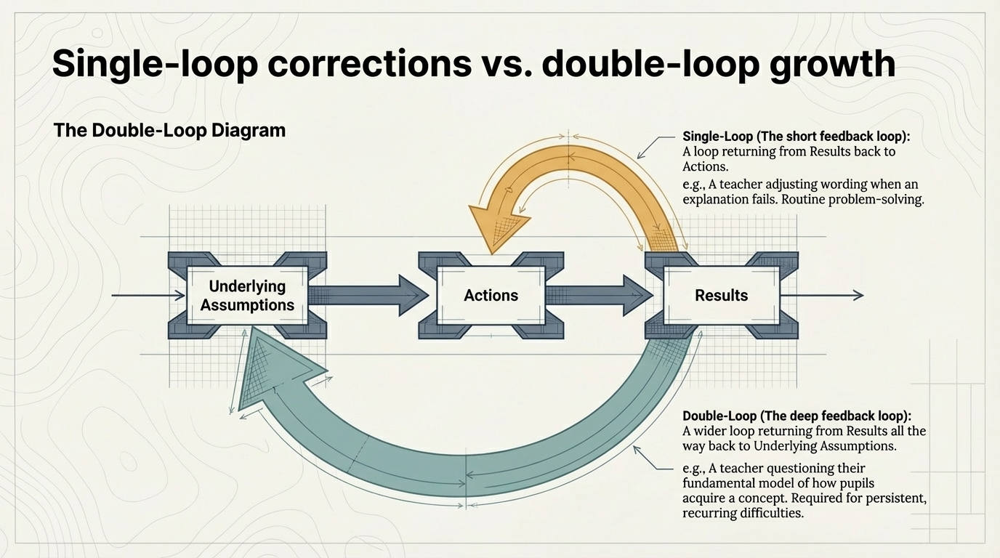 Single-loop corrections vs. double-loop growth
The Double-Loop Diagram
Single-Loop (The short feedback loop):
A loop returning from Results back to
Actions.
e.g., A teacher adjusting wording when an
explanation fails. Routine problem-solving.
Underlying
Assumptions
Actions
Results
Double-Loop (The deep feedback loop):
A wider loop returning from Results all the
way back to Underlying Assumptions.
e.g., A teacher questioning their
fundamental model of how pupils
acquire a concept. Required for persistent,
recurring difficulties.